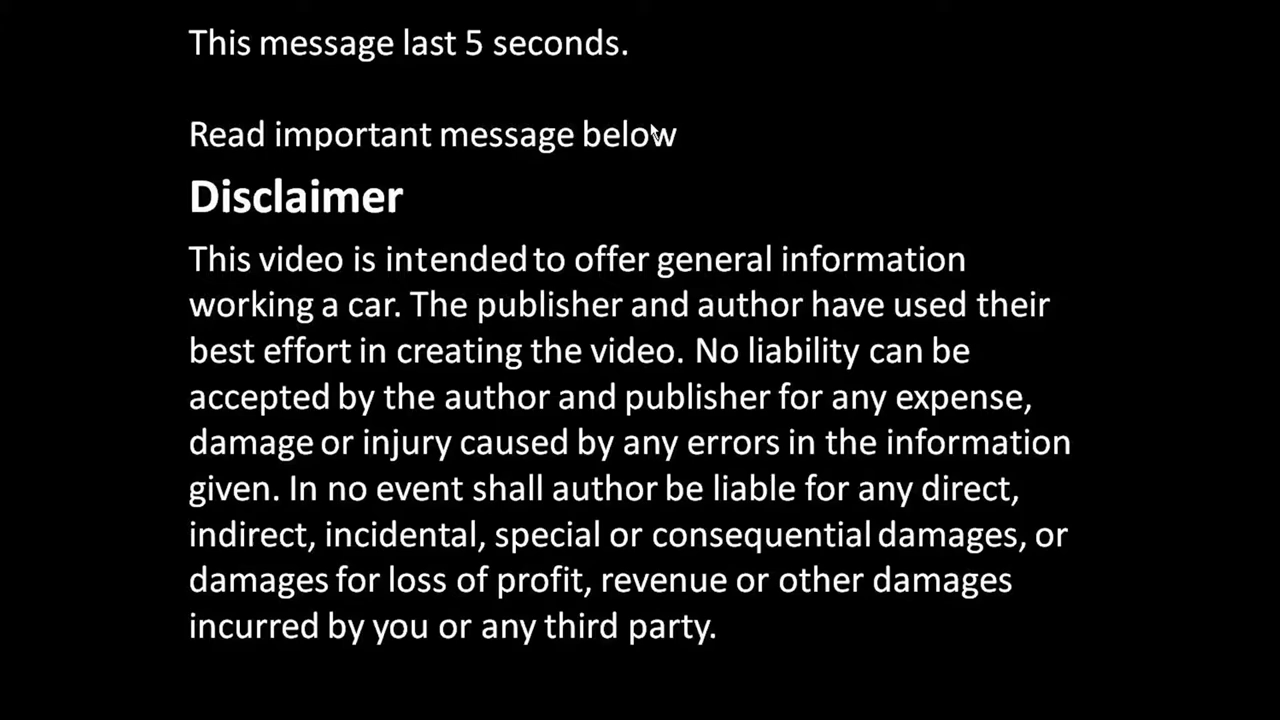 This message last 5 seconds.
Read important message below
Disclaimer
This video is intended to offer general information
working a car. The publisher and author have used their
best effort in creating the video. No liability can be
accepted by the author and publisher for any expense,
damage or injury caused by any errors in the information
given. In no event shall author be liable for any direct,
indirect, incidental, special or consequential damages, or
damages for loss of profit, revenue or other damages
incurred by you or any third party.